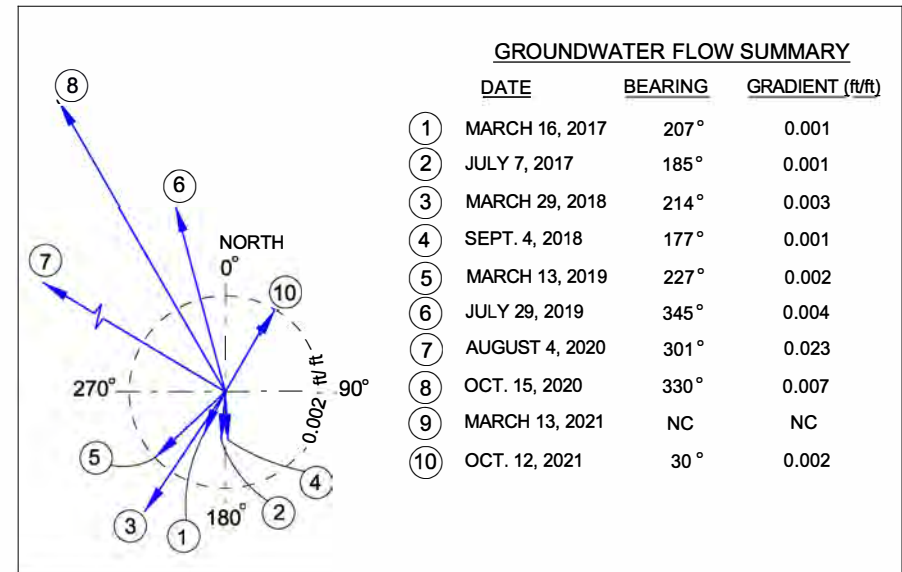 GROUNDWATER FLOW SUMMARY
DATE BEARING GRADIENT (ft/ft)
1 MARCH 16, 2017 207° 0.001
2 JULY 7, 2017 185° 0.001
3 MARCH 29, 2018 214° 0.003
4 SEPT. 4, 2018 177° 0.001
5 MARCH 13, 2019 227° 0.002
6 JULY 29, 2019 345° 0.004
7 AUGUST 4, 2020 301° 0.023
8 OCT. 15, 2020 330° 0.007
9 MARCH 13, 2021 NC NC
10 OCT. 12, 2021 30° 0.002
8
6
NORTH
0°
7
10
270°
90°
0.002 ft/ ft
5
4
3
180°
2
1